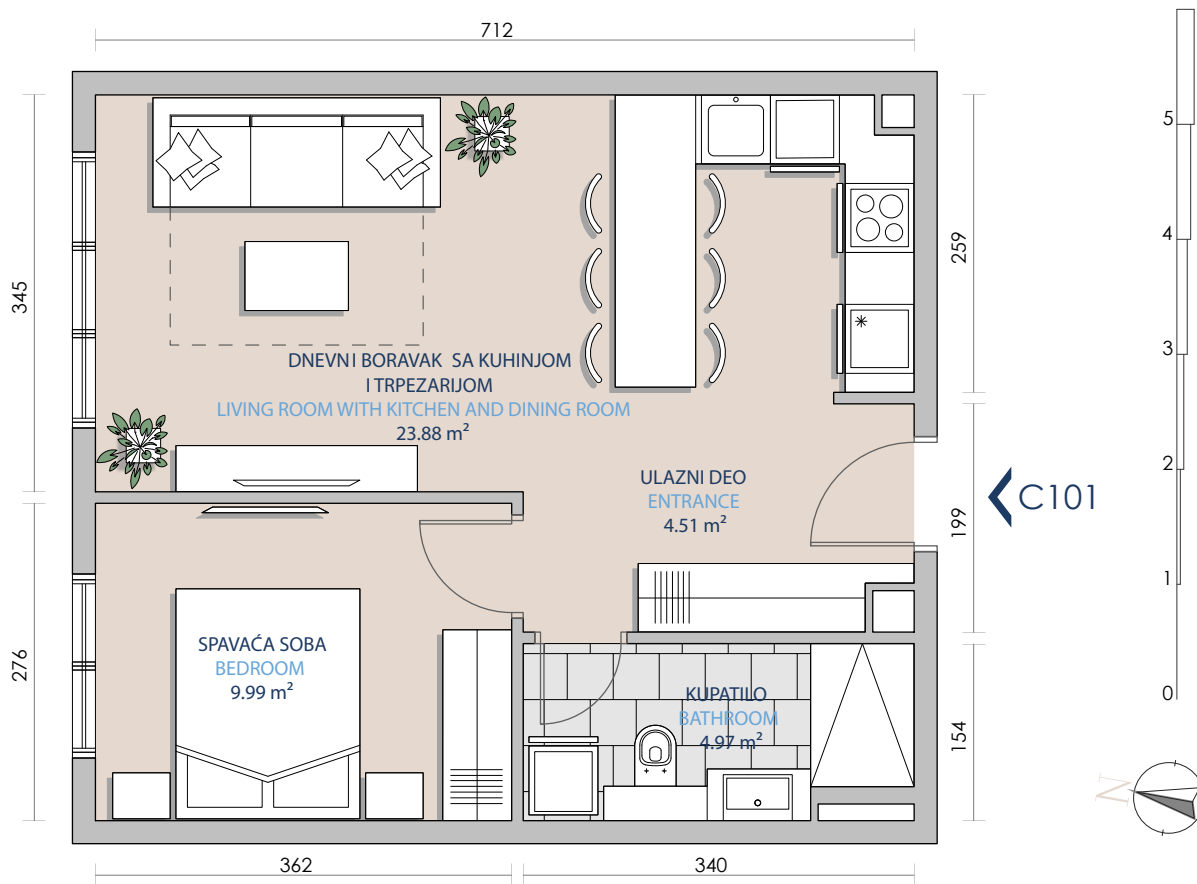 712
345
276
DNEVNI BORAVAK SA KUHINJOM
I TRPEZARIJOM
LIVING ROOM WITH KITCHEN AND DINING ROOM
23.88 m²
ULAZNI DEO
ENTRANCE
4.51 m²
SPAVAĆA SOBA
BEDROOM
9.99 m²
KUPATILO
BATHROOM
4.97 m²
259
199
154
C101
5
4
3
2
1
0
N
362
340